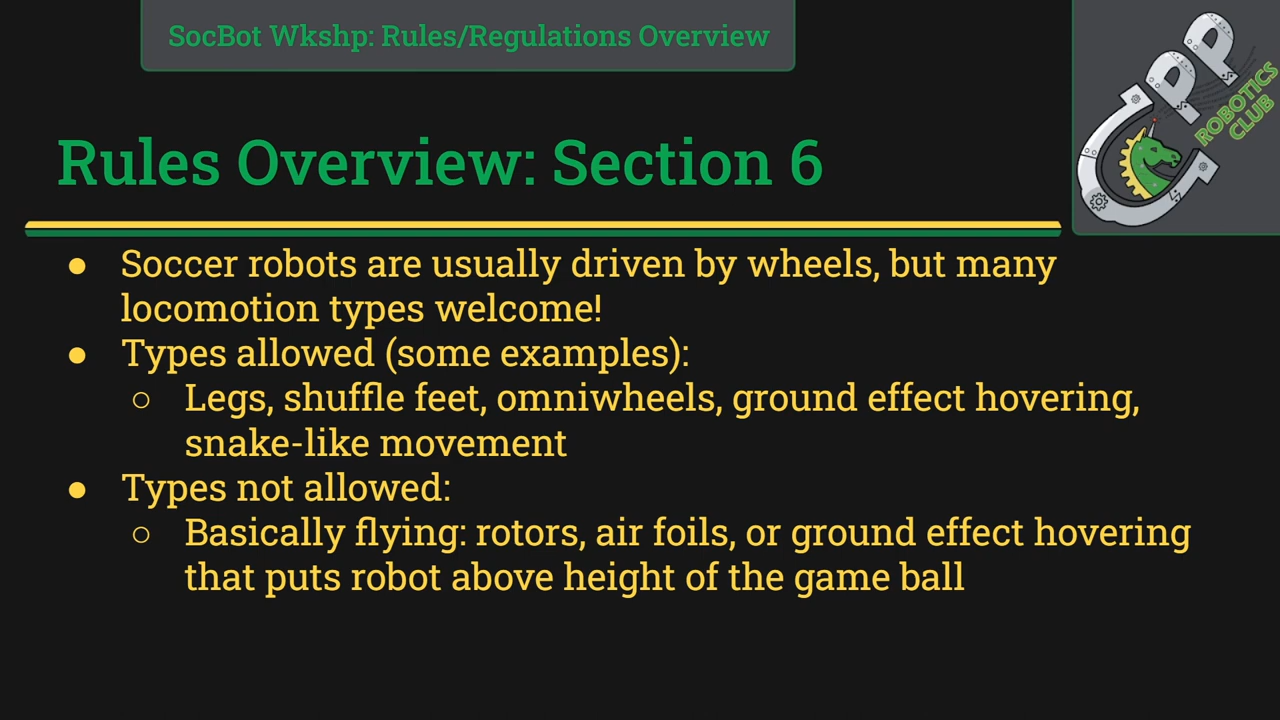 SocBot Wkshp: Rules/Regulations Overview
CPP
ROBOTICS
CLUB
Rules Overview: Section 6
● Soccer robots are usually driven by wheels, but many
locomotion types welcome!
● Types allowed (some examples):
○ Legs, shuffle feet, omniwheels, ground effect hovering,
snake-like movement
● Types not allowed:
○ Basically flying: rotors, air foils, or ground effect hovering
that puts robot above height of the game ball